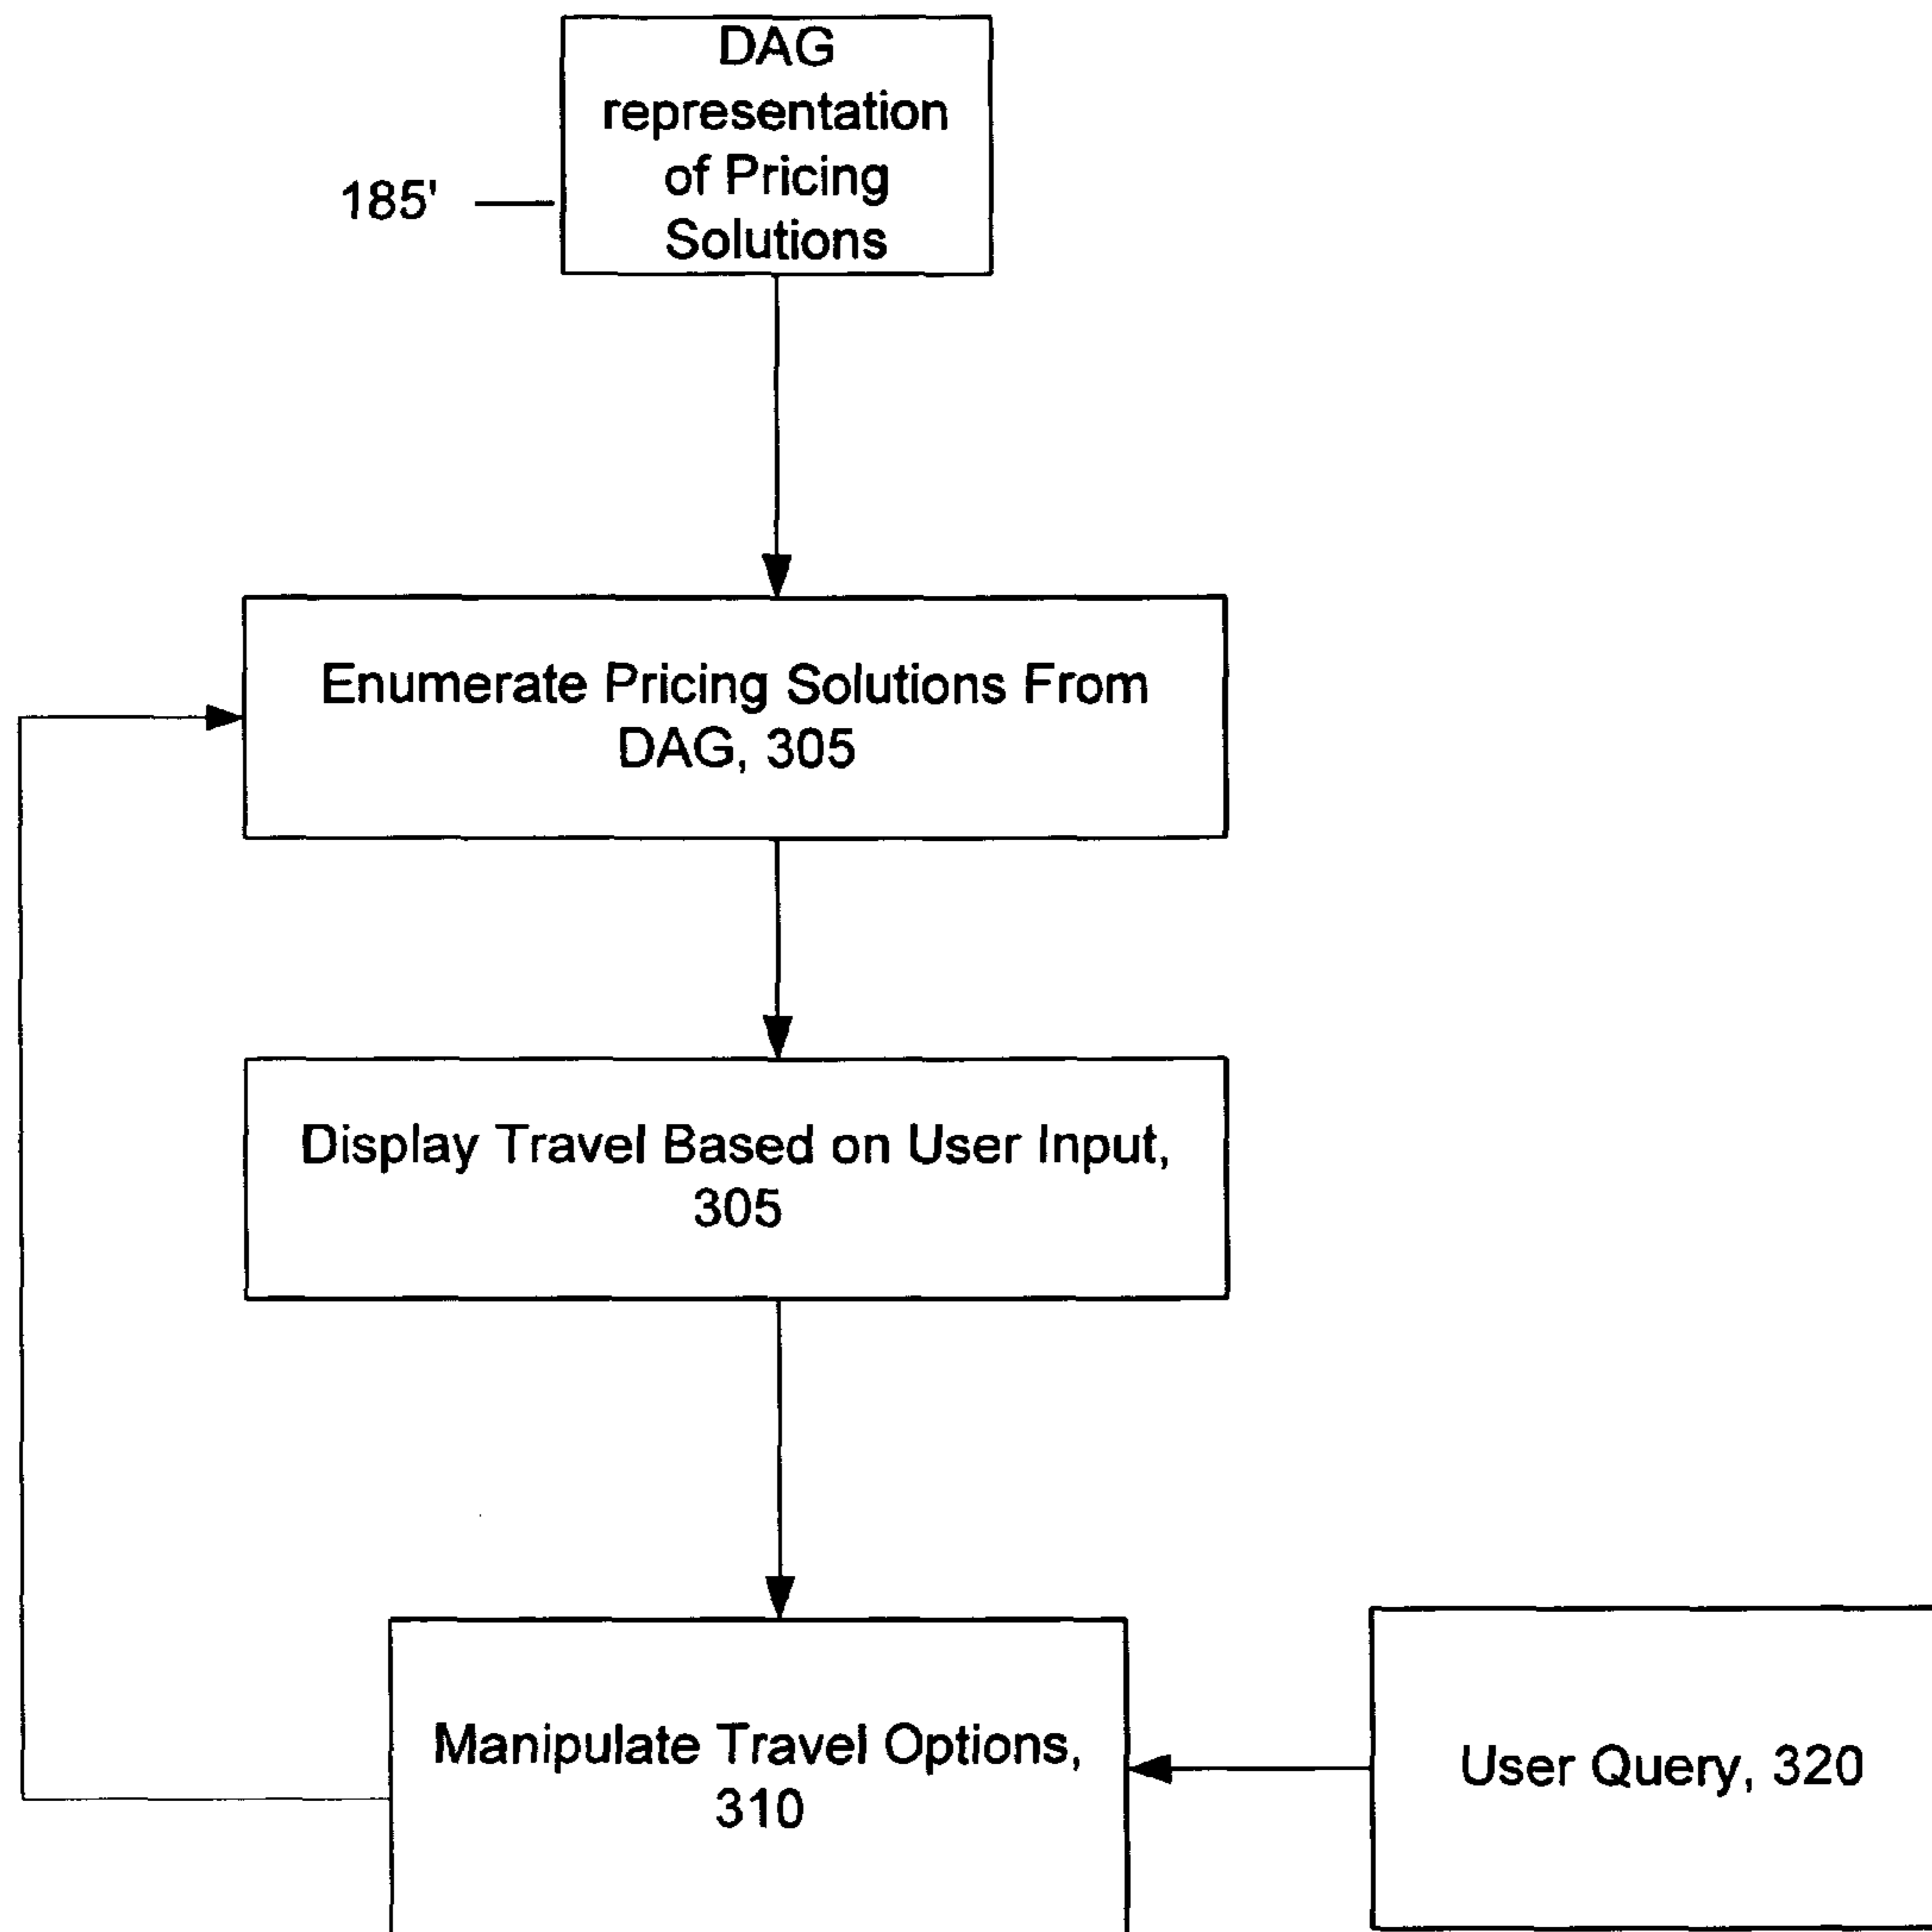 DAG
representation
of Pricing
Solutions
185'
Enumerate Pricing Solutions From
DAG, 305
Display Travel Based on User Input,
305
Manipulate Travel Options,
310
User Query, 320